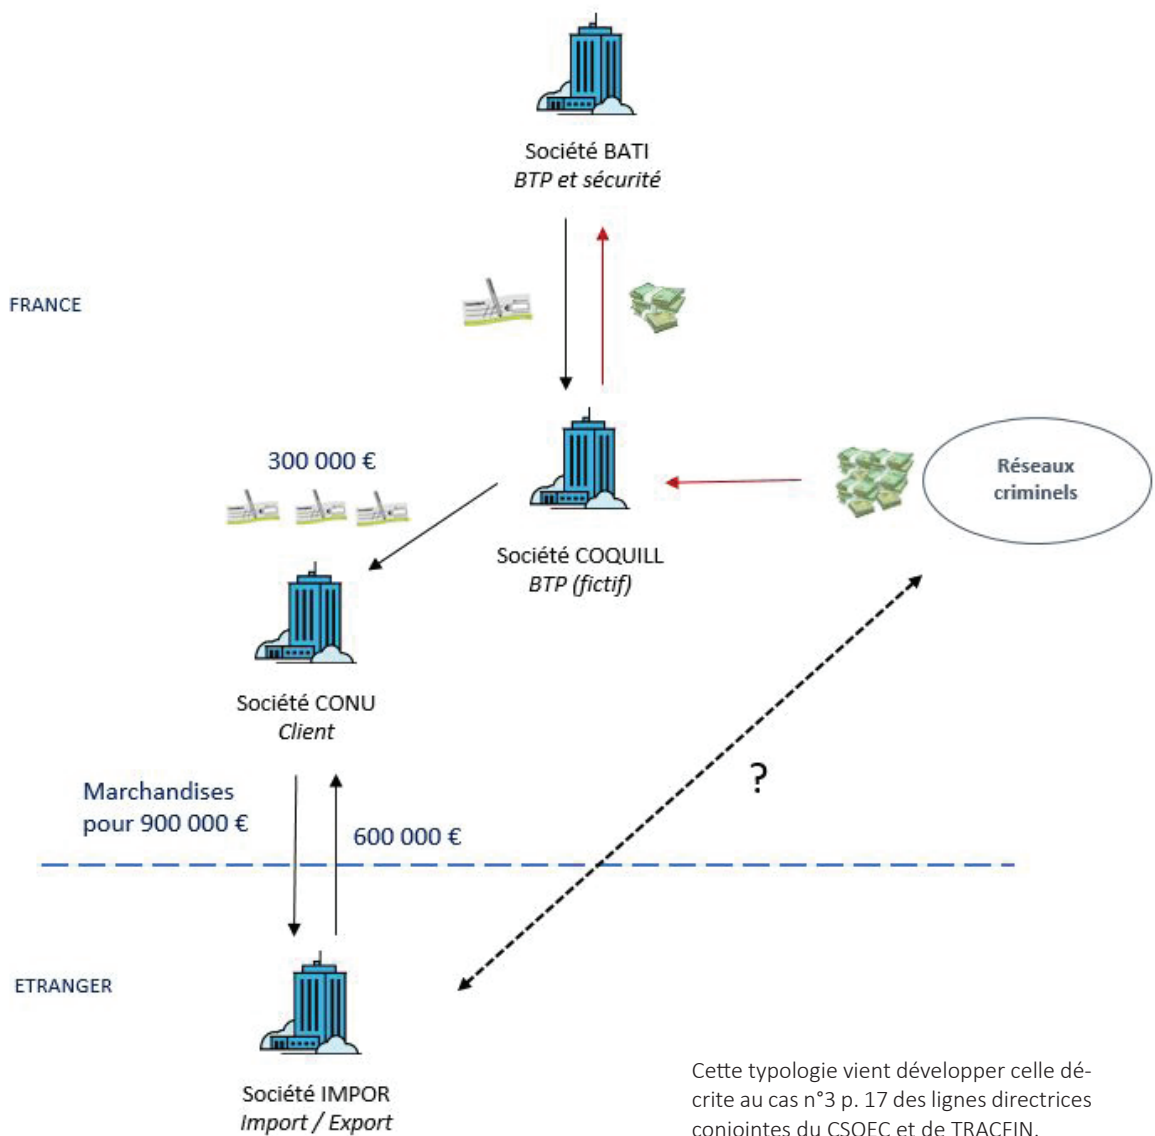 Société BATI
BTP et sécurité
FRANCE
300 000 €
Réseaux
criminels
Société COQUILL
BTP (fictif)
Société CONU
Client
?
Marchandises
pour 900 000 €
600 000 €
ETRANGER
Société IMPOR
Import / Export
Cette typologie vient développer celle dé-
crite au cas n°3 p. 17 des lignes directrices
conjointes du CSOEC et de TRACFIN.